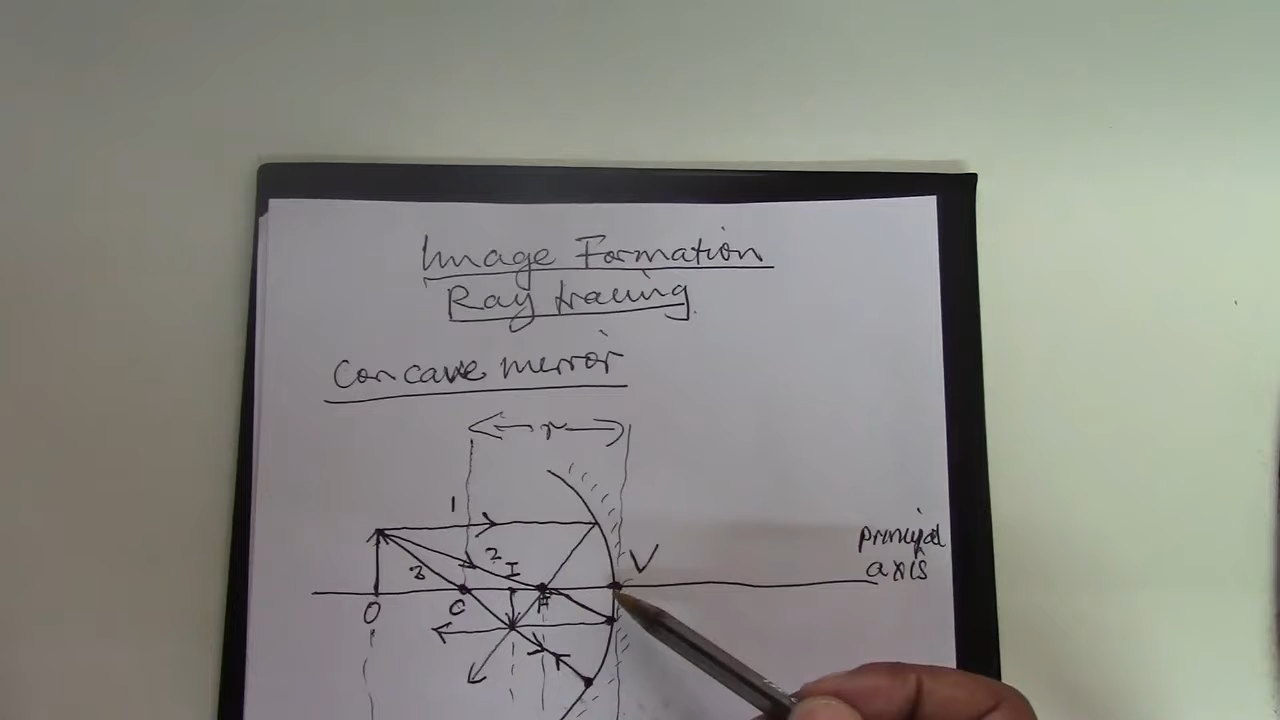 Image Formation
Ray tracing
Concave mirror
r
1
2
3
I
V
principal
axis
O
C
F